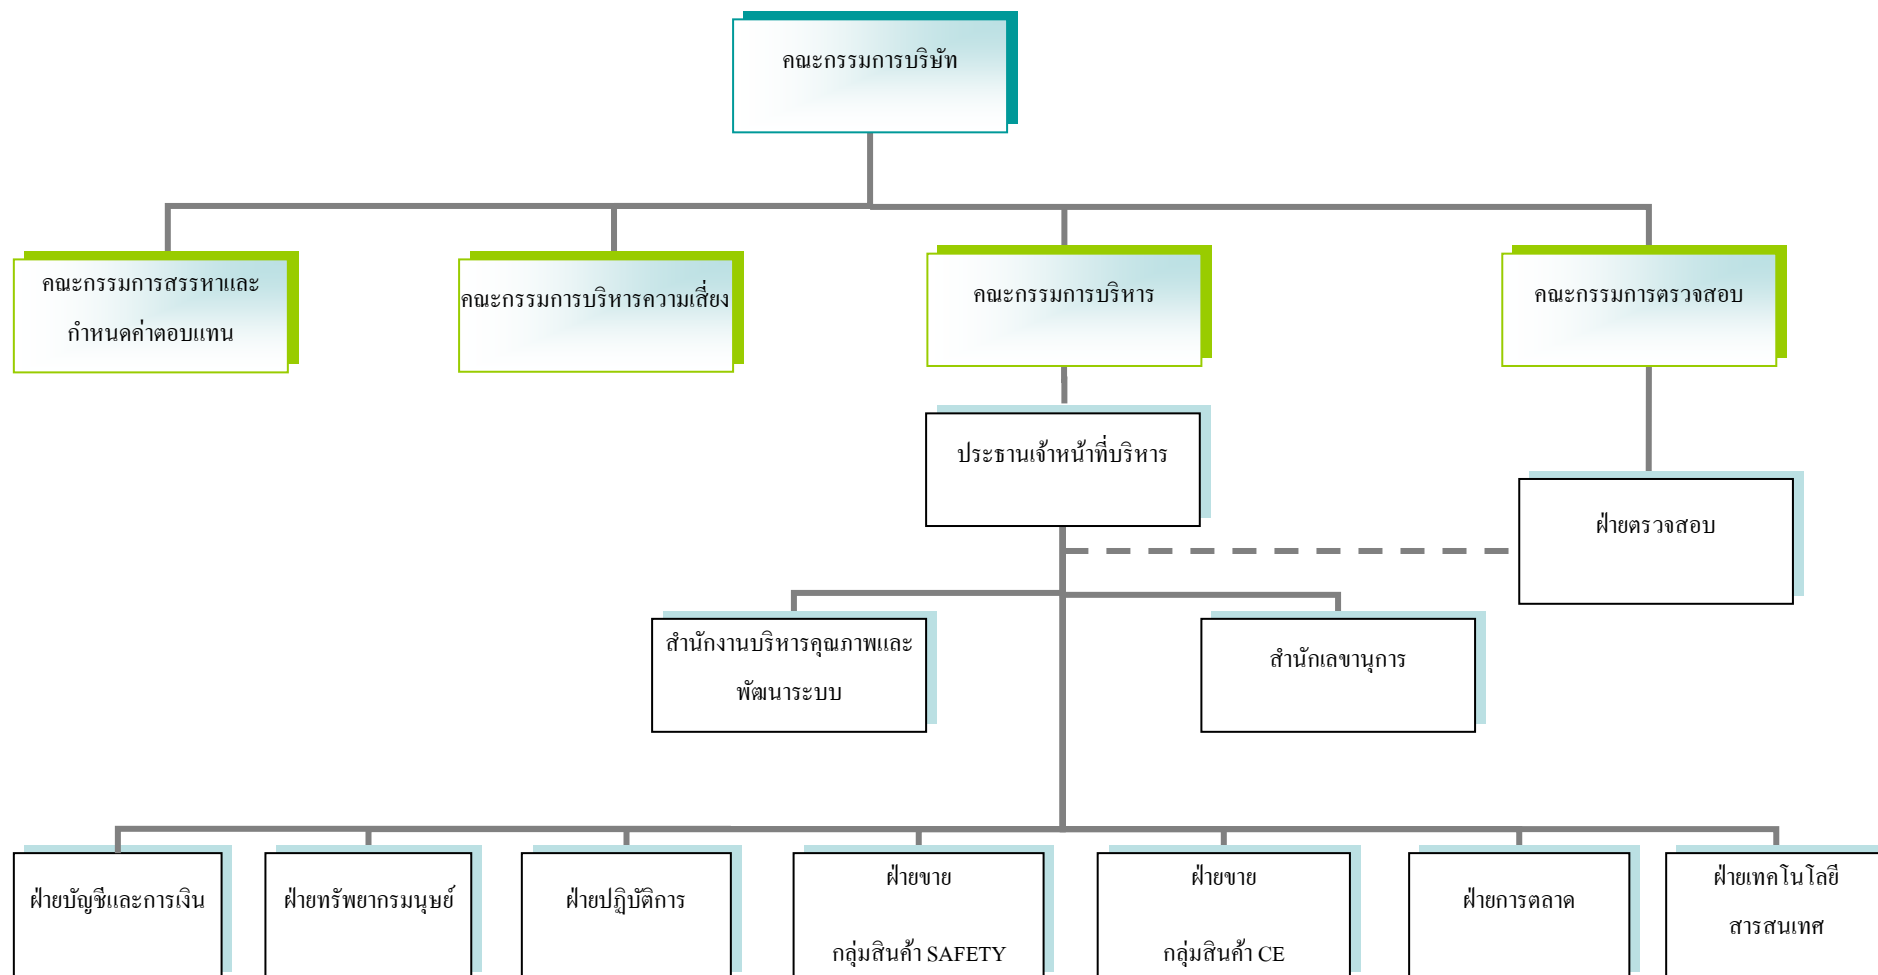 คณะกรรมการบริษัท
คณะกรรมการสรรหาและ
กำหนดค่าตอบแทน
คณะกรรมการบริหารความเสี่ยง
คณะกรรมการบริหาร
คณะกรรมการตรวจสอบ
ประธานเจ้าหน้าที่บริหาร
ฝ่ายตรวจสอบ
สำนักงานบริหารคุณภาพและ
พัฒนาระบบ
สำนักเลขานุการ
ฝ่ายบัญชีและการเงิน
ฝ่ายทรัพยากรมนุษย์
ฝ่ายปฏิบัติการ
ฝ่ายขาย
กลุ่มสินค้า SAFETY
ฝ่ายขาย
กลุ่มสินค้า CE
ฝ่ายการตลาด
ฝ่ายเทคโนโลยี
สารสนเทศ